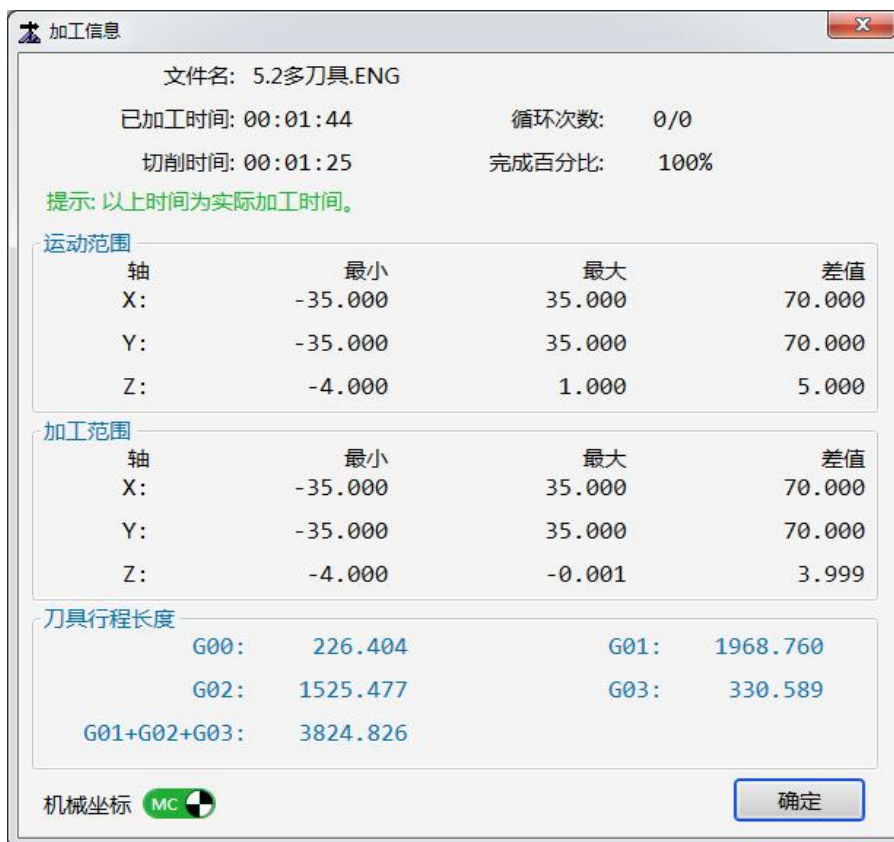 加工信息
文件名: 5.2多刀具.ENG
已加工时间: 00:01:44 循环次数: 0/0
切削时间: 00:01:25 完成百分比: 100%
提示: 以上时间为实际加工时间。
运动范围
轴 最小 最大 差值
X: -35.000 35.000 70.000
Y: -35.000 35.000 70.000
Z: -4.000 1.000 5.000
加工范围
轴 最小 最大 差值
X: -35.000 35.000 70.000
Y: -35.000 35.000 70.000
Z: -4.000 -0.001 3.999
刀具行程长度
G00: 226.404 G01: 1968.760
G02: 1525.477 G03: 330.589
G01+G02+G03: 3824.826
机械坐标 MC 确定